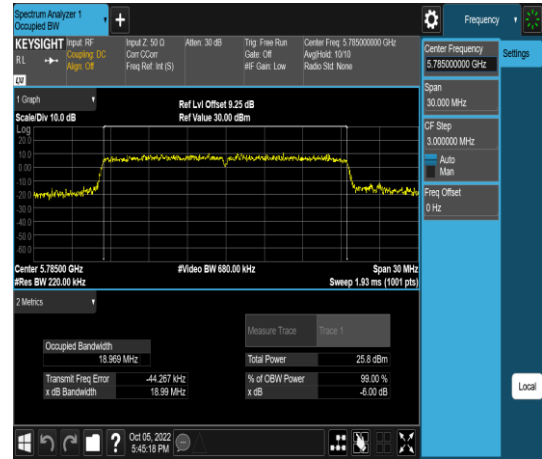 Spectrum Analyzer 1
Occupied BW
+
Frequency
KEYSIGHT
Input: RF
Input Z: 50 Ω
Atten: 30 dB
Trig: Free Run
Center Freq: 5.785000000 GHz
RL
Coupling: DC
Corr CCorr
Gate: Off
Avg|Hold: 10/10
Align: Off
Freq Ref: Int (S)
#IF Gain: Low
Radio Std: None
LXI
Center Frequency
5.785000000 GHz
Settings
Span
30.000 MHz
CF Step
3.000000 MHz
Auto
Man
Freq Offset
0 Hz
Local
1 Graph
Ref Lvl Offset 9.25 dB
Scale/Div 10.0 dB
Ref Value 30.00 dBm
Log
20.0
10.0
0.00
-10.0
-20.0
-30.0
-40.0
-50.0
-60.0
Center 5.78500 GHz
#Video BW 680.00 kHz
Span 30 MHz
#Res BW 220.00 kHz
Sweep 1.93 ms (1001 pts)
2 Metrics
Measure Trace
Trace 1
Occupied Bandwidth
18.969 MHz
Total Power
25.8 dBm
Transmit Freq Error
-44.267 kHz
% of OBW Power
99.00 %
x dB Bandwidth
18.99 MHz
x dB
-6.00 dB
?
Oct 05, 2022
5:45:18 PM